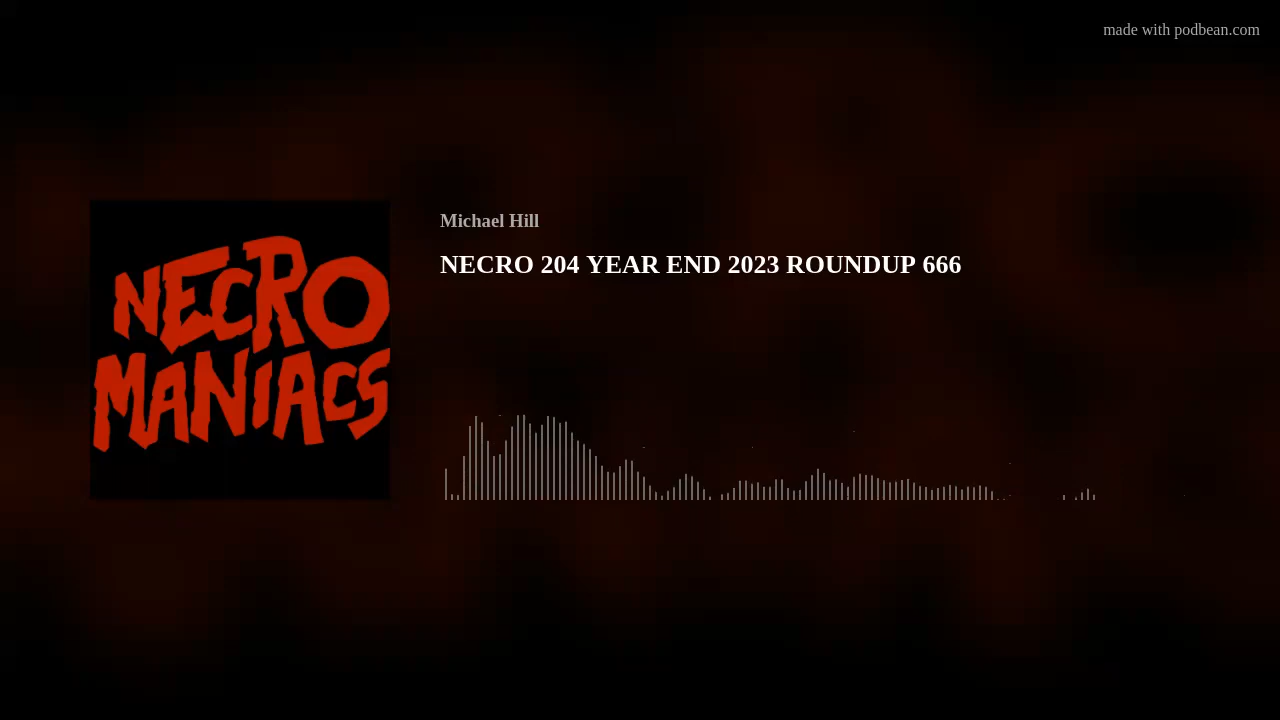 made with podbean.com
Michael Hill
NECRO 204 YEAR END 2023 ROUNDUP 666
NECRO
MANIACS